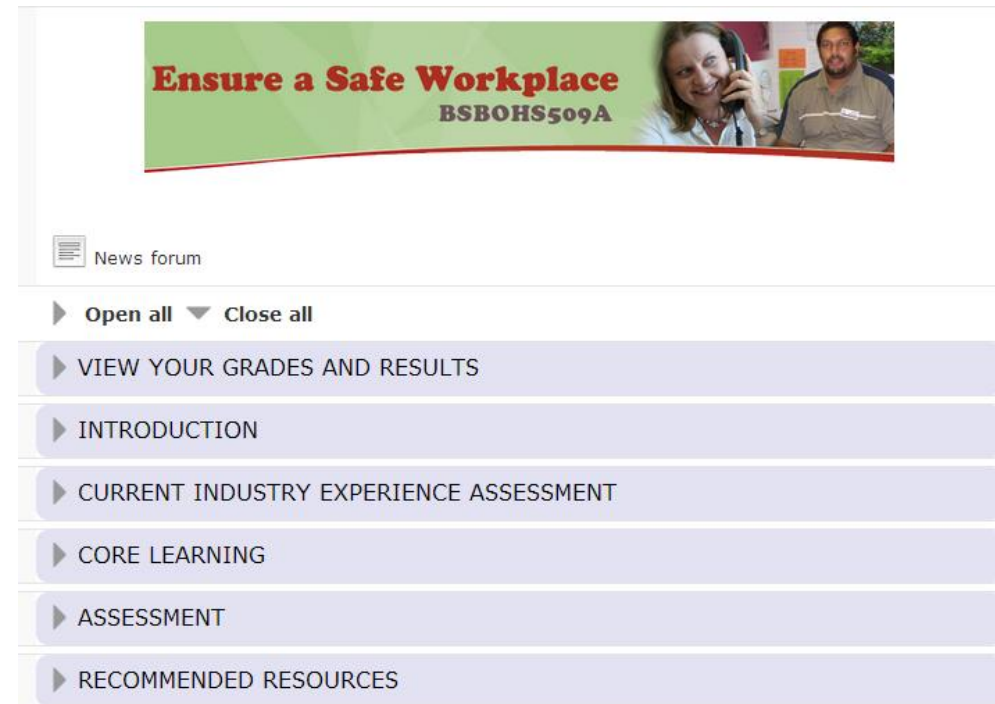 Ensure a Safe Workplace
BSBOHS509A
News forum
Open all Close all
VIEW YOUR GRADES AND RESULTS
INTRODUCTION
CURRENT INDUSTRY EXPERIENCE ASSESSMENT
CORE LEARNING
ASSESSMENT
RECOMMENDED RESOURCES